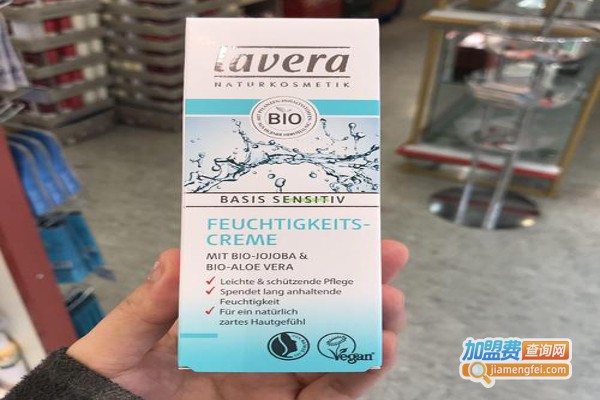 lavera
NATURKOSMETIK
BIO
BASIS SENSITIV
FEUCHTIGKEITS-
CREME
MIT BIO-JOJOBA &
BIO-ALOE VERA
Leichte & schützende Pflege
Spendet lang anhaltende
Feuchtigkeit
Für ein natürlich
zartes Hautgefühl
Vegan
加盟费查询网
jiamengfei.com